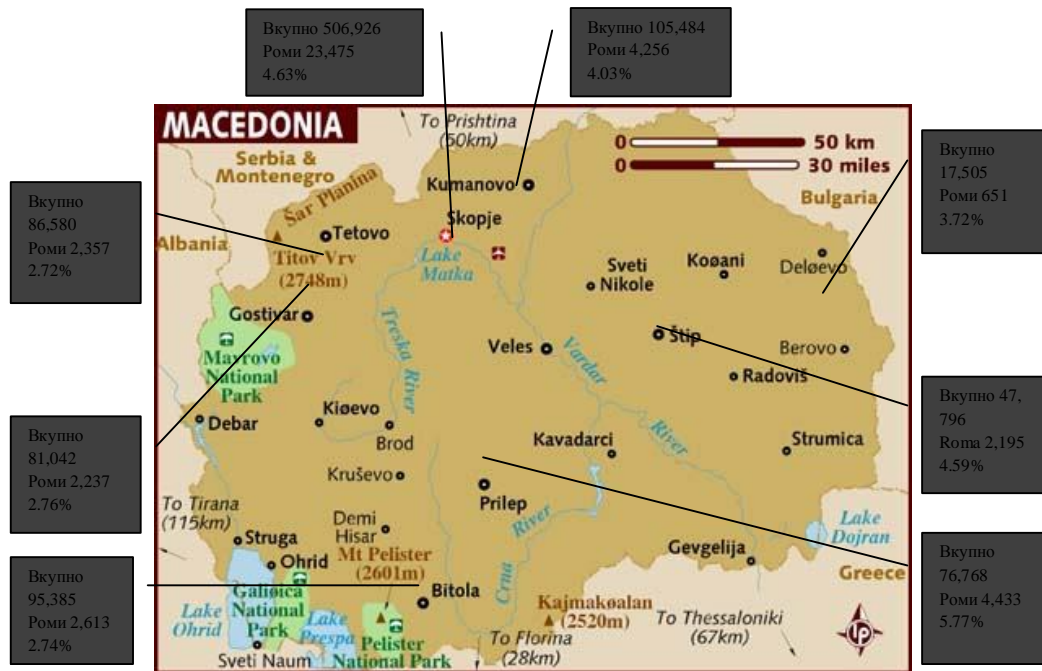 Вкупно 506,926
Роми 23,475
4.63%
Вкупно 105,484
Роми 4,256
4.03%
MACEDONIA
To Prishtina
(50km)
0 50 km
0 30 miles
Вкупно
17,505
Роми 651
3.72%
Serbia &
Montenegro
Bulgaria
Albania
Вкупно
86,580
Роми 2,357
2.72%
Šar Planina
Kumanovo
Skopje
Tetovo
Titov Vrv
(2748m)
Lake
Matka
Sveti
Nikole
Koøani
Deløevo
Gostivar
Treska River
Mavrovo
National
Park
Veles
Vardar
River
Štip
Berovo
Radoviš
Вкупно
81,042
Роми 2,237
2.76%
Debar
Kiøevo
Brod
Kavadarci
Strumica
Вкупно 47,
796
Roma 2,195
4.59%
Kruševo
Prilep
To Tirana
(115km)
Demi
Hisar
Mt Pelister
(2601m)
Crna
River
Lake
Dojran
Struga
Ohrid
Gevgelija
Greece
Вкупно
95,385
Роми 2,613
2.74%
Galiøica
National
Park
Lake
Ohrid
Lake
Prespa
Bitola
Kajmakøalan
(2520m)
To Thessaloniki
(67km)
To Florina
(28km)
Pelister
National Park
Sveti Naum
LP
Вкупно
76,768
Роми 4,433
5.77%